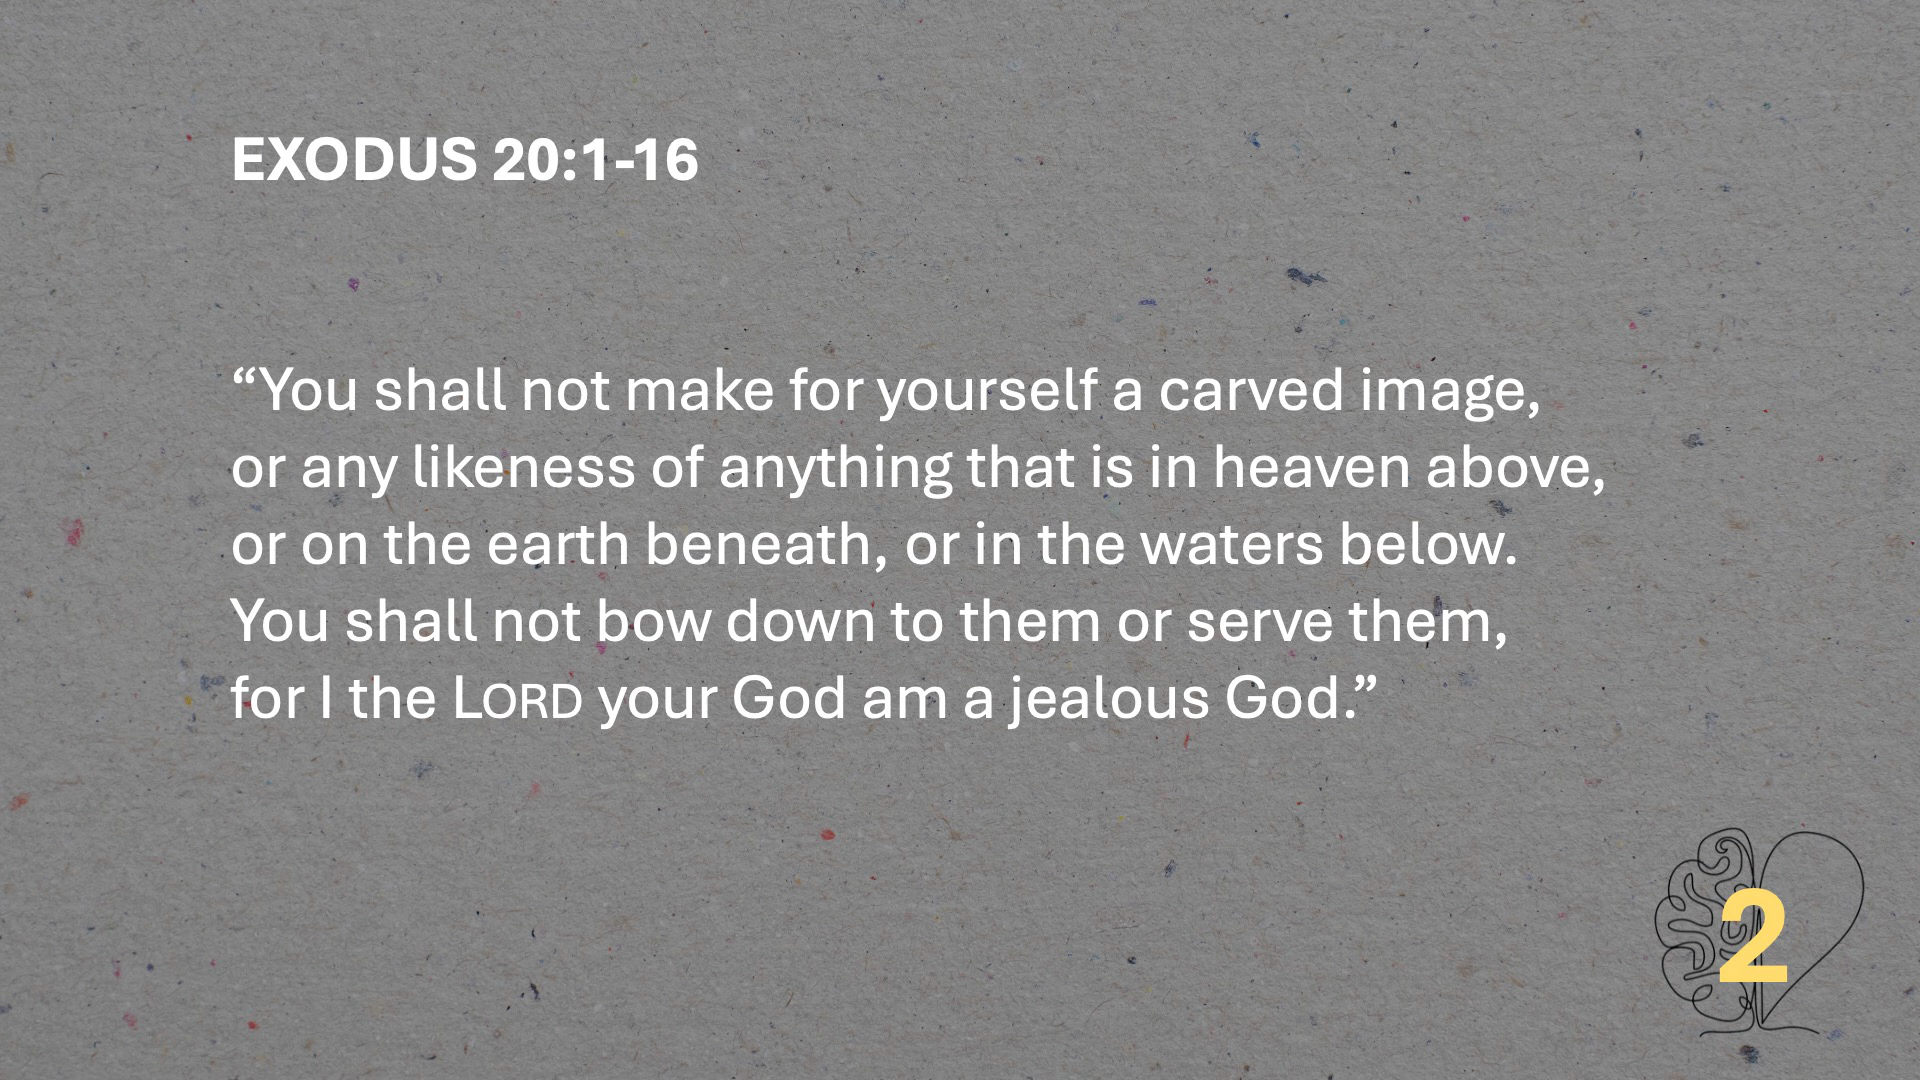 EXODUS 20:1-16
“You shall not make for yourself a carved image,
or any likeness of anything that is in heaven above,
or on the earth beneath, or in the waters below.
You shall not bow down to them or serve them,
for I the LORD your God am a jealous God.”
2